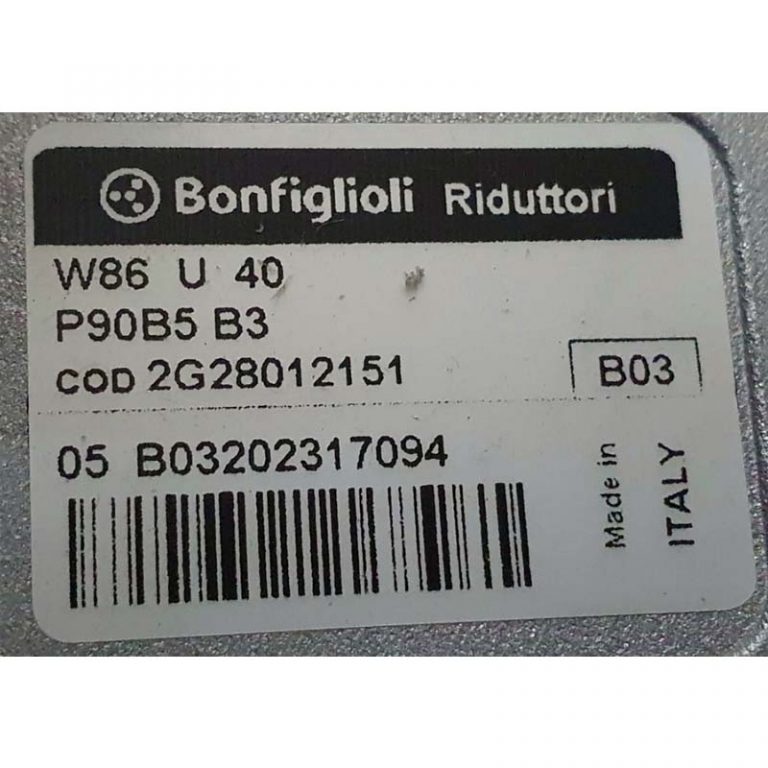 Bonfiglioli Riduttori
W86 U 40
P90B5 B3
COD 2G28012151
B03
05 B03202317094
Made in
ITALY